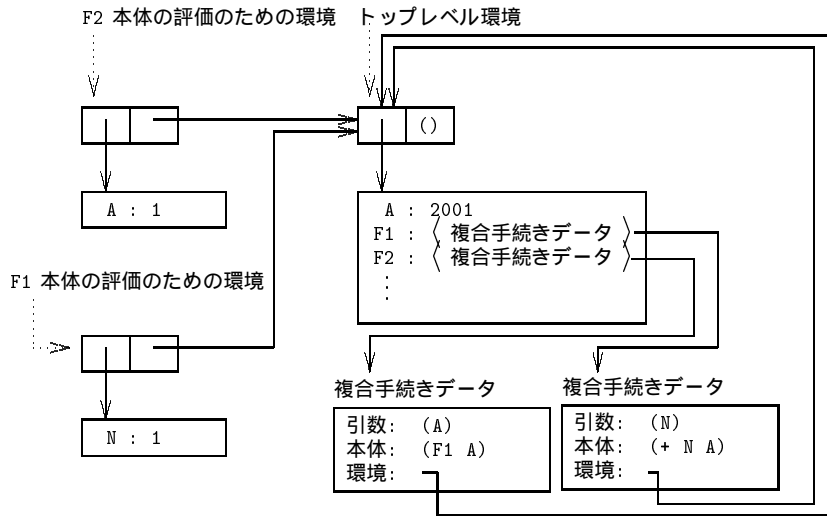 F2 本体の評価のための環境
トップレベル環境
()
A : 1
A : 2001
F1 : 〈 複合手続きデータ 〉
F2 : 〈 複合手続きデータ 〉
:
F1 本体の評価のための環境
N : 1
複合手続きデータ
引数: (A)
本体: (F1 A)
環境:
複合手続きデータ
引数: (N)
本体: (+ N A)
環境: